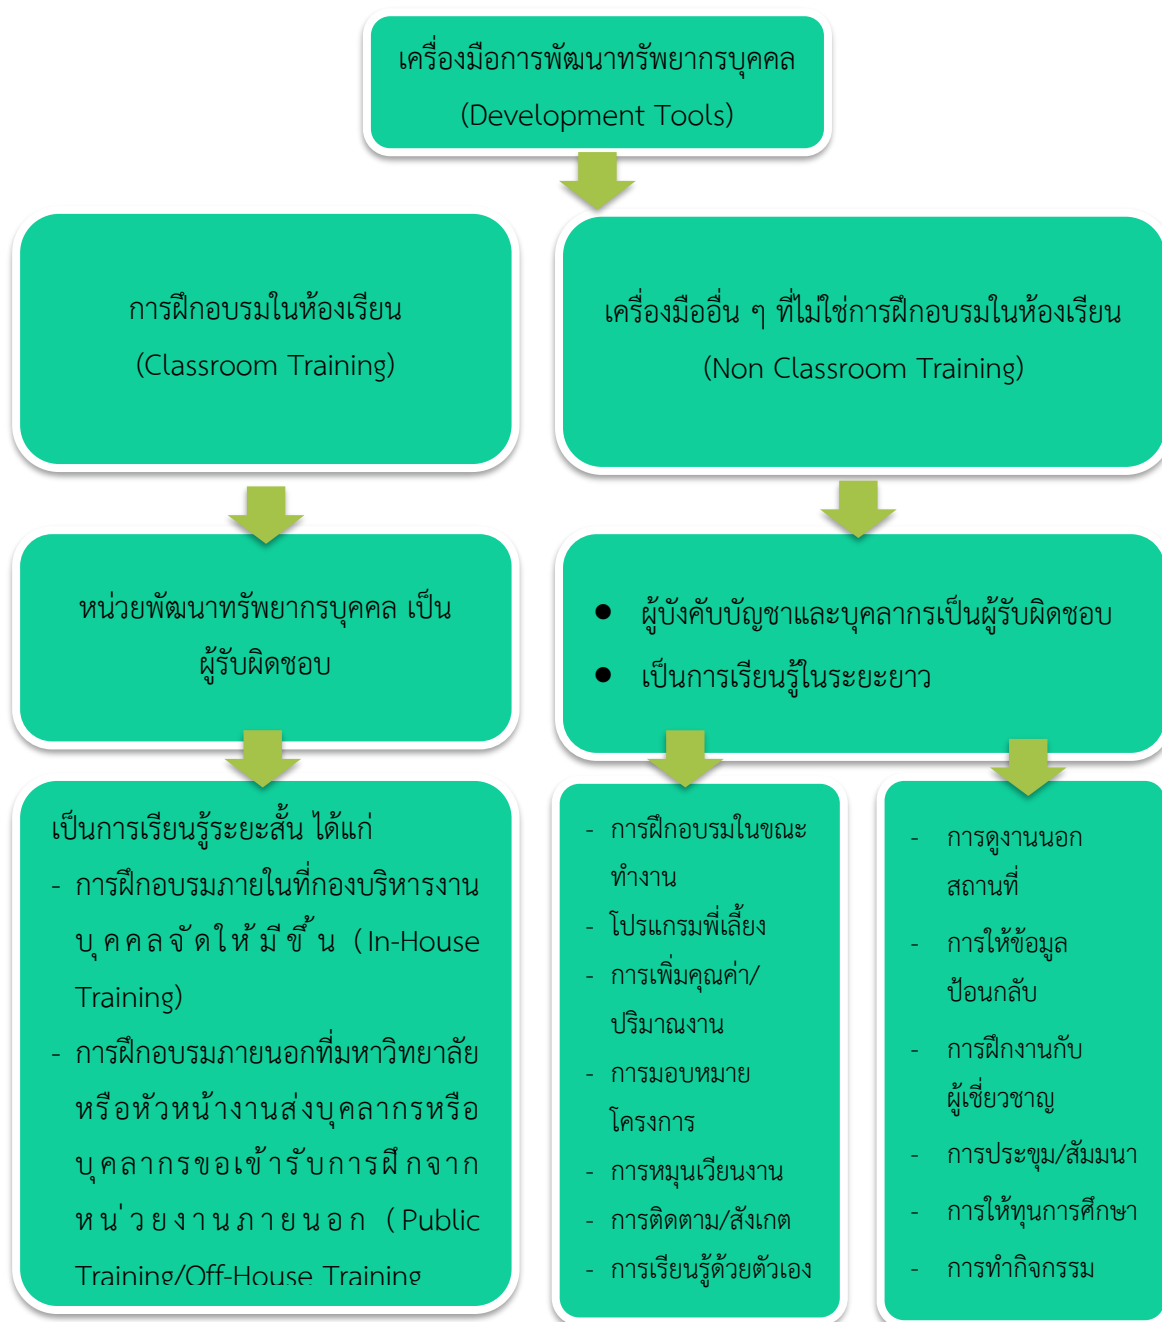 เครื่องมือการพัฒนาทรัพยากรบุคคล
(Development Tools)
การฝึกอบรมในห้องเรียน
(Classroom Training)
เครื่องมืออื่น ๆ ที่ไม่ใช่การฝึกอบรมในห้องเรียน
(Non Classroom Training)
หน่วยพัฒนาทรัพยากรบุคคล เป็น
ผู้รับผิดชอบ
● ผู้บังคับบัญชาและบุคลากรเป็นผู้รับผิดชอบ
● เป็นการเรียนรู้ในระยะยาว
เป็นการเรียนรู้ระยะสั้น ได้แก่
- การฝึกอบรมภายในที่กองบริหารงาน
บุคคลจัดให้มีขึ้น (In-House
Training)
- การฝึกอบรมภายนอกที่มหาวิทยาลัย
หรือหัวหน้างานส่งบุคลากรหรือ
บุคลากรขอเข้ารับการฝึกจาก
หน่วยงานภายนอก (Public
Training/Off-House Training
- การฝึกอบรมในขณะ
ทำงาน
- โปรแกรมพี่เลี้ยง
- การเพิ่มคุณค่า/
ปริมาณงาน
- การมอบหมาย
โครงการ
- การหมุนเวียนงาน
- การติดตาม/สังเกต
- การเรียนรู้ด้วยตัวเอง
- การดูงานนอก
สถานที่
- การให้ข้อมูล
ป้อนกลับ
- การฝึกงานกับ
ผู้เชี่ยวชาญ
- การประชุม/สัมมนา
- การให้ทุนการศึกษา
- การทำกิจกรรม